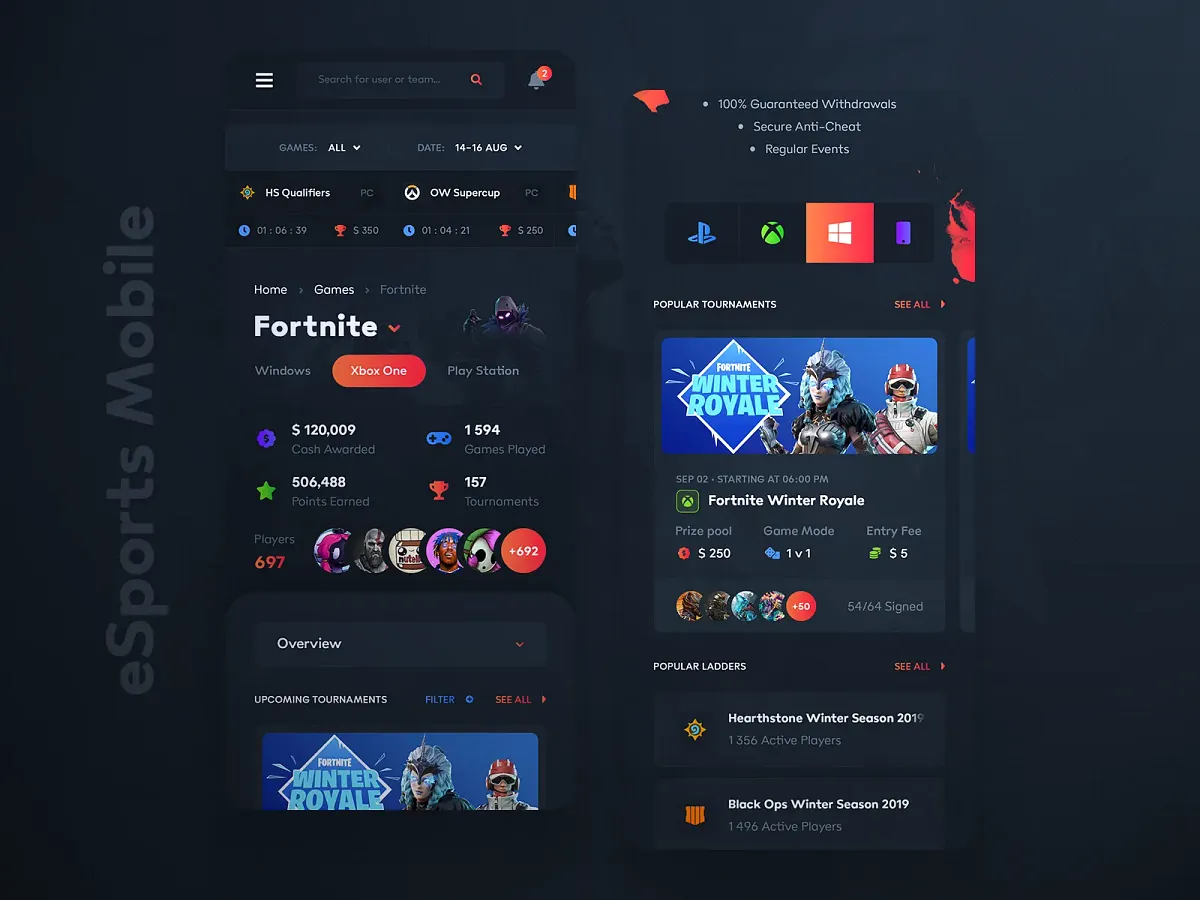 eSports Mobile
Search for user or team...
2
GAMES: ALL
DATE: 14-16 AUG
HS Qualifiers PC
OW Supercup PC
01 : 06 : 39 $ 350
01 : 04 : 21 $ 250
Home > Games > Fortnite
Fortnite
Windows Xbox One Play Station
$ 120,009
Cash Awarded
1 594
Games Played
506,488
Points Earned
157
Tournaments
Players
697
nutella
+692
Overview
UPCOMING TOURNAMENTS FILTER SEE ALL
FORTNITE
WINTER
ROYALE
• 100% Guaranteed Withdrawals
• Secure Anti-Cheat
• Regular Events
POPULAR TOURNAMENTS SEE ALL
FORTNITE
WINTER
ROYALE
SEP 02 • STARTING AT 06:00 PM
Fortnite Winter Royale
Prize pool Game Mode Entry Fee
$ 250 1 v 1 $ 5
+50 54/64 Signed
POPULAR LADDERS SEE ALL
Hearthstone Winter Season 2019
1 356 Active Players
Black Ops Winter Season 2019
1 496 Active Players